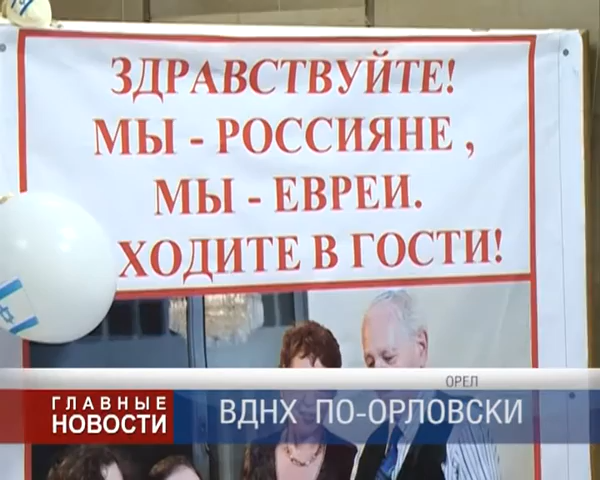 ЗДРАВСТВУЙТЕ!
МЫ - РОССИЯНЕ ,
МЫ - ЕВРЕИ.
ХОДИТЕ В ГОСТИ!
ОРЕЛ
ГЛАВНЫЕ
НОВОСТИ
ВДНХ ПО-ОРЛОВСКИ